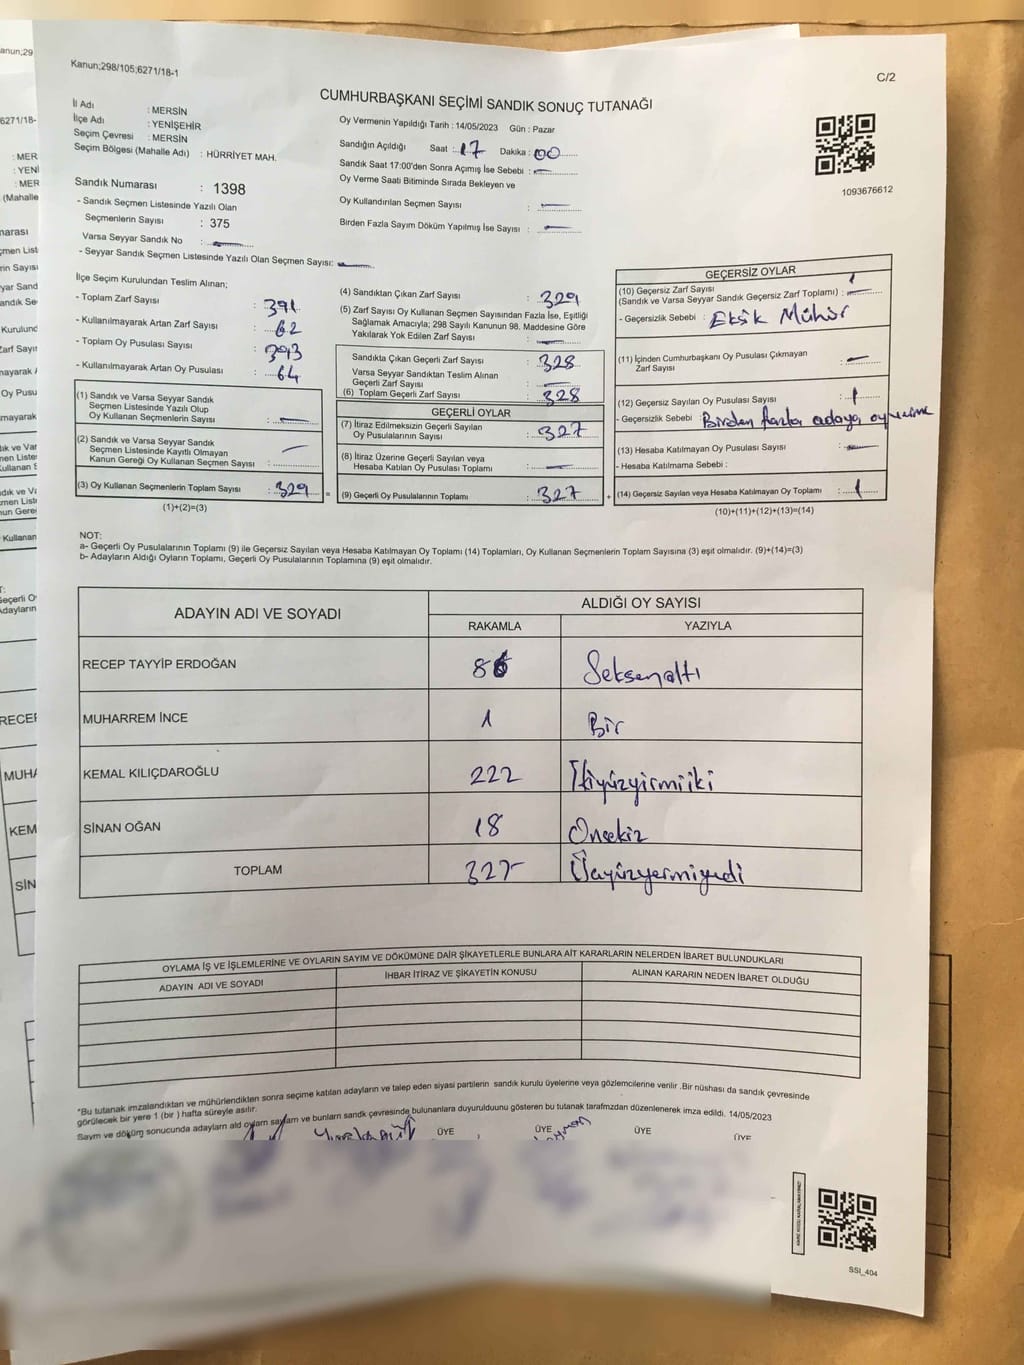 Kanun;298/105;6271/18-1
C/2
CUMHURBAŞKANI SEÇİMİ SANDIK SONUÇ TUTANAĞI
İl Adı : MERSİN
İlçe Adı : YENİŞEHİR
Seçim Çevresi : MERSİN
Seçim Bölgesi (Mahalle Adı) : HÜRRİYET MAH.
Sandık Numarası : 1398
- Sandık Seçmen Listesinde Yazılı Olan
Seçmenlerin Sayısı : 375
Varsa Seyyar Sandık No :
- Seyyar Sandık Seçmen Listesinde Yazılı Olan Seçmen Sayısı:
Oy Vermenin Yapıldığı Tarih : 14/05/2023 Gün : Pazar
Sandığın Açıldığı Saat : 17 Dakika : 00
Sandık Saat 17:00'den Sonra Açımış İse Sebebi :
Oy Verme Saati Bitiminde Sırada Bekleyen ve
Oy Kullandırılan Seçmen Sayısı :
Birden Fazla Sayım Döküm Yapılmış İse Sayısı :
1093676612
İlçe Seçim Kurulundan Teslim Alınan;
- Toplam Zarf Sayısı : 391
- Kullanılmayarak Artan Zarf Sayısı : 62
- Toplam Oy Pusulası Sayısı : 393
- Kullanılmayarak Artan Oy Pusulası : 64
(1) Sandık ve Varsa Seyyar Sandık
Seçmen Listesinde Yazılı Olup
Oy Kullanan Seçmenlerin Sayısı :
(2) Sandık ve Varsa Seyyar Sandık
Seçmen Listesinde Kayıtlı Olmayan
Kanun Gereği Oy Kullanan Seçmen Sayısı :
(3) Oy Kullanan Seçmenlerin Toplam Sayısı : 329
(1)+(2)=(3)
(4) Sandıktan Çıkan Zarf Sayısı : 329
(5) Zarf Sayısı Oy Kullanan Seçmen Sayısından Fazla İse, Eşitliği
Sağlamak Amacıyla; 298 Sayılı Kanunun 98. Maddesine Göre
Yakılarak Yok Edilen Zarf Sayısı :
Sandıkta Çıkan Geçerli Zarf Sayısı : 328
Varsa Seyyar Sandıktan Teslim Alınan
Geçerli Zarf Sayısı :
(6) Toplam Geçerli Zarf Sayısı : 328
GEÇERLİ OYLAR
(7) İtiraz Edilmeksizin Geçerli Sayılan
Oy Pusulalarının Sayısı : 327
(8) İtiraz Üzerine Geçerli Sayılan veya
Hesaba Katılan Oy Pusulası Toplamı :
(9) Geçerli Oy Pusulalarının Toplamı : 327
GEÇERSİZ OYLAR
(10) Geçersiz Zarf Sayısı 1
(Sandık ve Varsa Seyyar Sandık Geçersiz Zarf Toplamı) :
- Geçersizlik Sebebi : Eksik Mühür
(11) İçinden Cumhurbaşkanı Oy Pusulası Çıkmayan
Zarf Sayısı :
(12) Geçersiz Sayılan Oy Pusulası Sayısı : 1
- Geçersizlik Sebebi : Birden fazla adaya oy verme
(13) Hesaba Katılmayan Oy Pusulası Sayısı :
- Hesaba Katılmama Sebebi :
(14) Geçersiz Sayılan veya Hesaba Katılmayan Oy Toplamı : 1
(10)+(11)+(12)+(13)=(14)
NOT:
a- Geçerli Oy Pusulalarının Toplamı (9) ile Geçersiz Sayılan veya Hesaba Katılmayan Oy Toplamı (14) Toplamları, Oy Kullanan Seçmenlerin Toplam Sayısına (3) eşit olmalıdır. (9)+(14)=(3)
b- Adayların Aldığı Oyların Toplamı, Geçerli Oy Pusulalarının Toplamına (9) eşit olmalıdır.
ADAYIN ADI VE SOYADI
ALDIĞI OY SAYISI
RAKAMLA YAZIYLA
RECEP TAYYİP ERDOĞAN 86 Seksenaltı
MUHARREM İNCE 1 Bir
KEMAL KILIÇDAROĞLU 222 İkiyüzyirmiiki
SİNAN OĞAN 18 Onsekiz
TOPLAM 327 Üçyüzyermiyedi
OYLAMA İŞ VE İŞLEMLERİNE VE OYLARIN SAYIM VE DÖKÜMÜNE DAİR ŞİKAYETLERLE BUNLARA AİT KARARLARIN NELERDEN İBARET BULUNDUKLARI
ADAYIN ADI VE SOYADI İHBAR İTİRAZ VE ŞİKAYETİN KONUSU ALINAN KARARIN NEDEN İBARET OLDUĞU
*Bu tutanak imzalandıktan ve mühürlendikten sonra seçime katılan adayların ve talep eden siyasi partilerin sandık kurulu üyelerine veya gözlemcilerine verilir .Bir nüshası da sandık çevresinde
görülecek bir yere 1 (bir ) hafta süreyle asılır.
Sayım ve döküm sonucunda adayların ald oyların sayıları ve bunların sandık çevresinde bulunanlara duyurulduunu gösteren bu tutanak tarafımzdan düzenlenerek imza edildi. 14/05/2023
ÜYE ÜYE ÜYE ÜYE
SSI_404